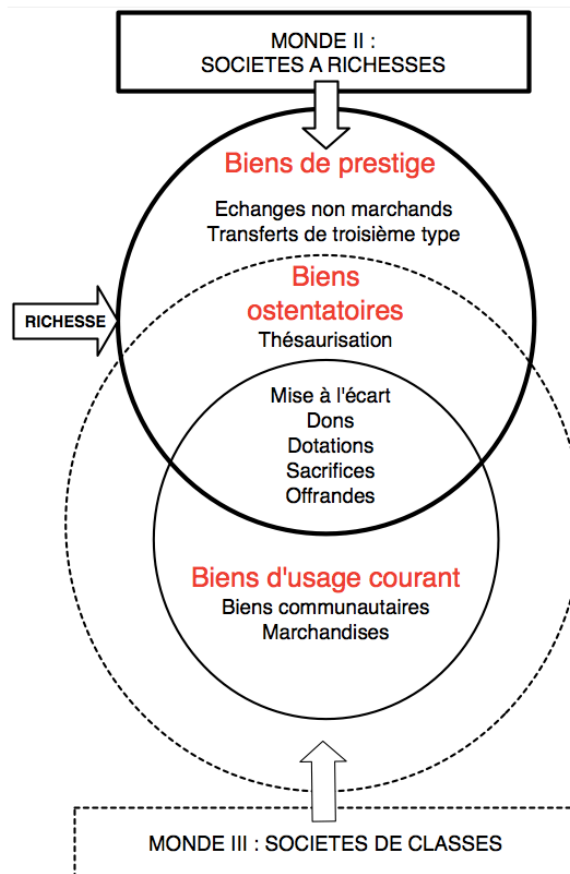 MONDE II :
SOCIETES A RICHESSES
Biens de prestige
Echanges non marchands
Transferts de troisième type
Biens
ostentatoires
RICHESSE
Thésaurisation
Mise à l'écart
Dons
Dotations
Sacrifices
Offrandes
Biens d'usage courant
Biens communautaires
Marchandises
MONDE III : SOCIETES DE CLASSES